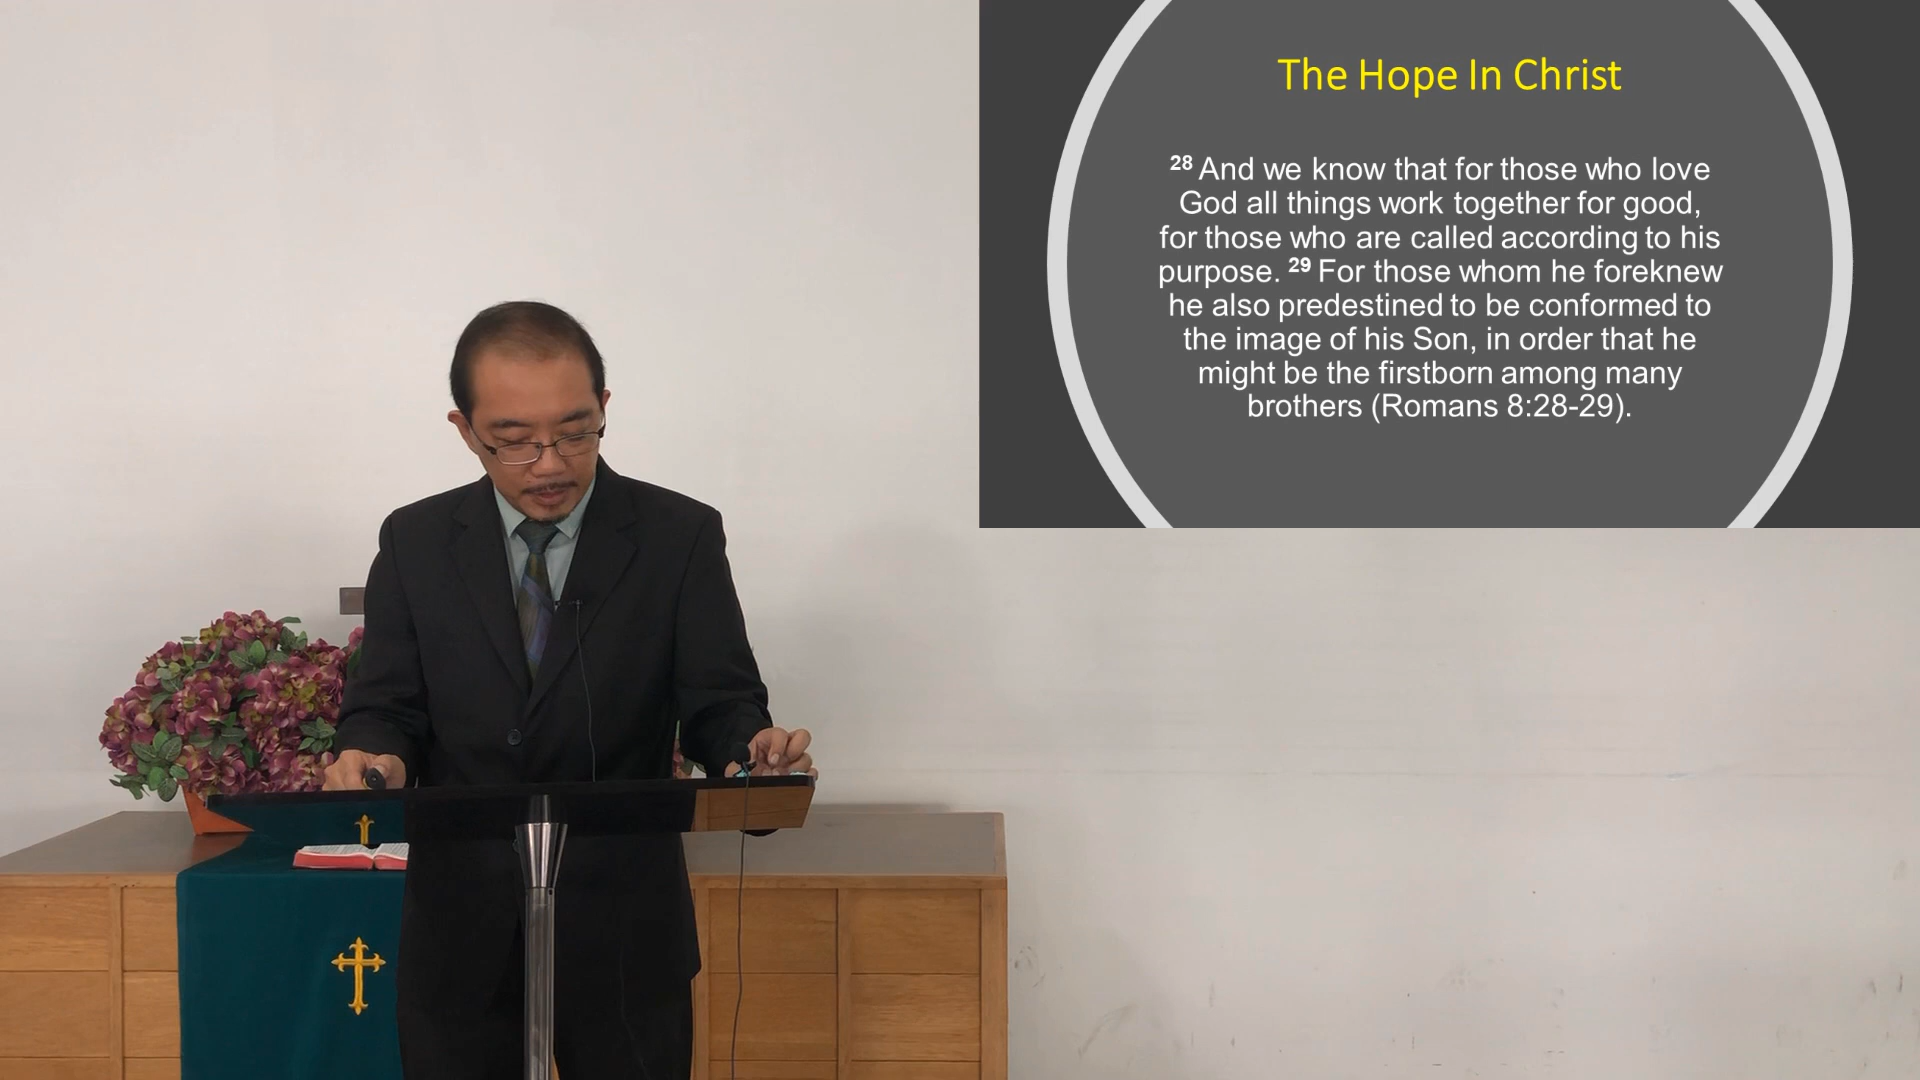 The Hope In Christ
28 And we know that for those who love
God all things work together for good,
for those who are called according to his
purpose. 29 For those whom he foreknew
he also predestined to be conformed to
the image of his Son, in order that he
might be the firstborn among many
brothers (Romans 8:28-29).